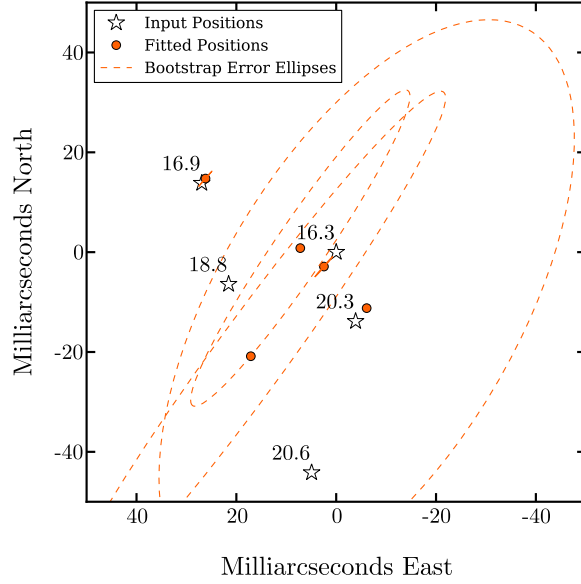 Input Positions
Fitted Positions
Bootstrap Error Ellipses
40
20
0
-20
-40
16.9
16.3
18.8
20.3
20.6
40 20 0 -20 -40
Milliarcseconds North
Milliarcseconds East